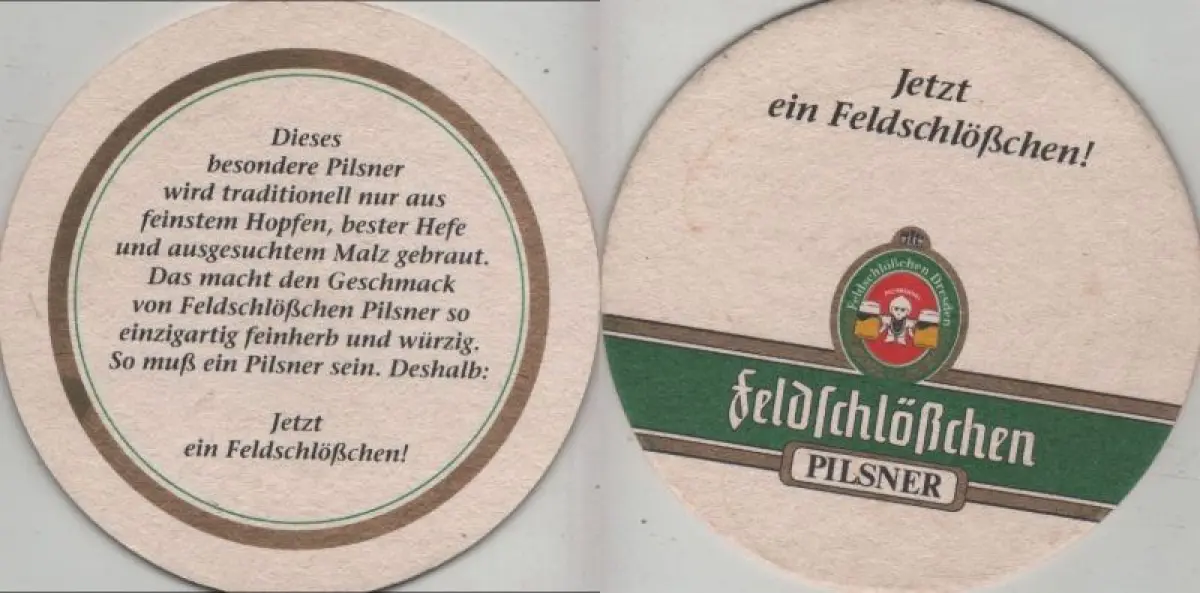 Dieses
besondere Pilsner
wird traditionell nur aus
feinstem Hopfen, bester Hefe
und ausgesuchtem Malz gebraut.
Das macht den Geschmack
von Feldschlößchen Pilsner so
einzigartig feinherb und würzig.
So muß ein Pilsner sein. Deshalb:
Jetzt
ein Feldschlößchen!
Jetzt
ein Feldschlößchen!
Feldschlößchen Dresden
Feldschlößchen
PILSNER